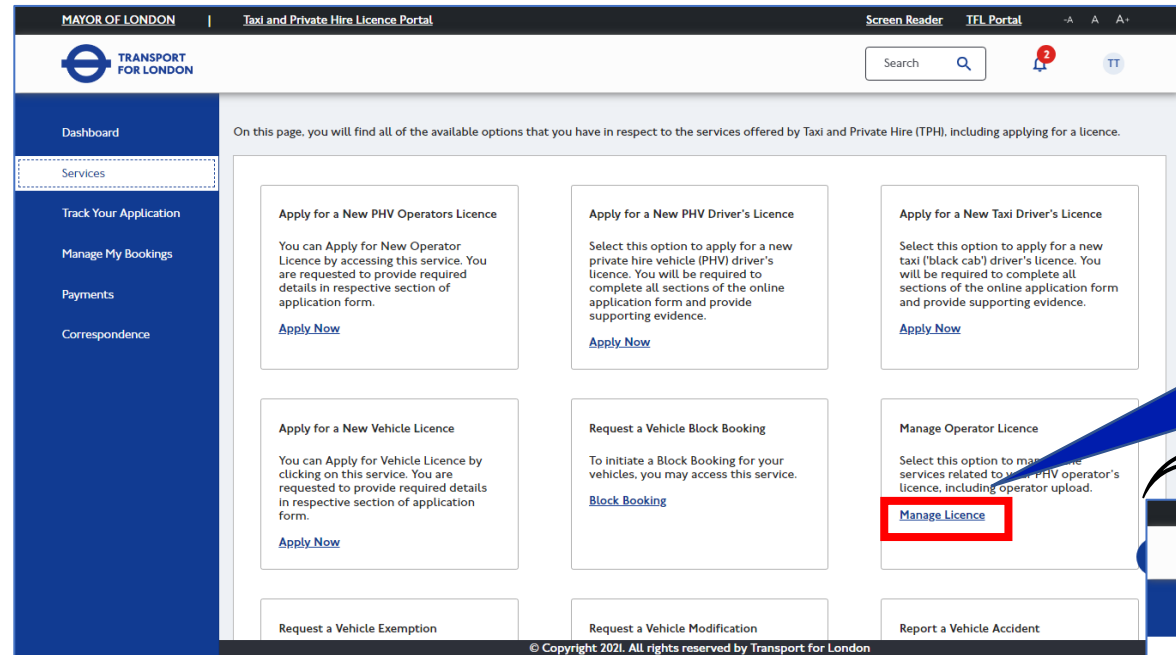 MAYOR OF LONDON | Taxi and Private Hire Licence Portal Screen Reader TFL Portal -A A A+
TRANSPORT
FOR LONDON
Search
2
TT
Dashboard
Services
Track Your Application
Manage My Bookings
Payments
Correspondence
On this page, you will find all of the available options that you have in respect to the services offered by Taxi and Private Hire (TPH), including applying for a licence.
Apply for a New PHV Operators Licence
You can Apply for New Operator
Licence by accessing this service. You
are requested to provide required
details in respective section of
application form.
Apply Now
Apply for a New PHV Driver's Licence
Select this option to apply for a new
private hire vehicle (PHV) driver's
licence. You will be required to
complete all sections of the online
application form and provide
supporting evidence.
Apply Now
Apply for a New Taxi Driver's Licence
Select this option to apply for a new
taxi ('black cab') driver's licence. You
will be required to complete all
sections of the online application form
and provide supporting evidence.
Apply Now
Apply for a New Vehicle Licence
You can Apply for Vehicle Licence by
clicking on this service. You are
requested to provide required details
in respective section of application
form.
Apply Now
Request a Vehicle Block Booking
To initiate a Block Booking for your
vehicles, you may access this service.
Block Booking
Manage Operator Licence
Select this option to
services related to PHV operator's
licence, including operator upload.
Manage Licence
Request a Vehicle Exemption
Request a Vehicle Modification
Report a Vehicle Accident
© Copyright 2021. All rights reserved by Transport for London